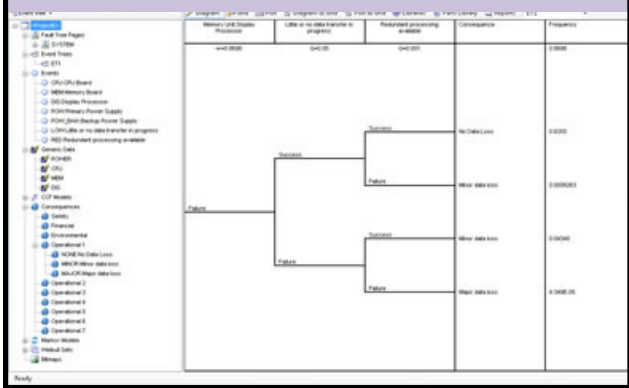 Diagram
Library
Fault Tree Pages
SYSTEM
Event Trees
ET1
Events
CPU CPU Board
MEM Memory Board
DIS Display Processor
POW Primary Power Supply
POW_BAK Backup Power Supply
LOW Little or no data transfer in progress
RED Redundant processing available
Generic Data
POWER
CPU
MEM
DIS
CCF Models
Consequences
Safety
Financial
Environmental
Operational 1
NONE No Data Loss
MINOR Minor data loss
MAJOR Major data loss
Operational 2
Operational 3
Operational 4
Operational 5
Operational 6
Operational 7
Markov Models
Weibull Sets
Bitmaps
Ready
Memory Unit Display Processor
Little or no data transfer in progress
Redundant processing available
Consequence
Frequency
Q=0.05
Q=0.001
Failure
Success
Failure
Success
Failure
Success
Failure
No Data Loss
Minor data loss
Minor data loss
Major data loss